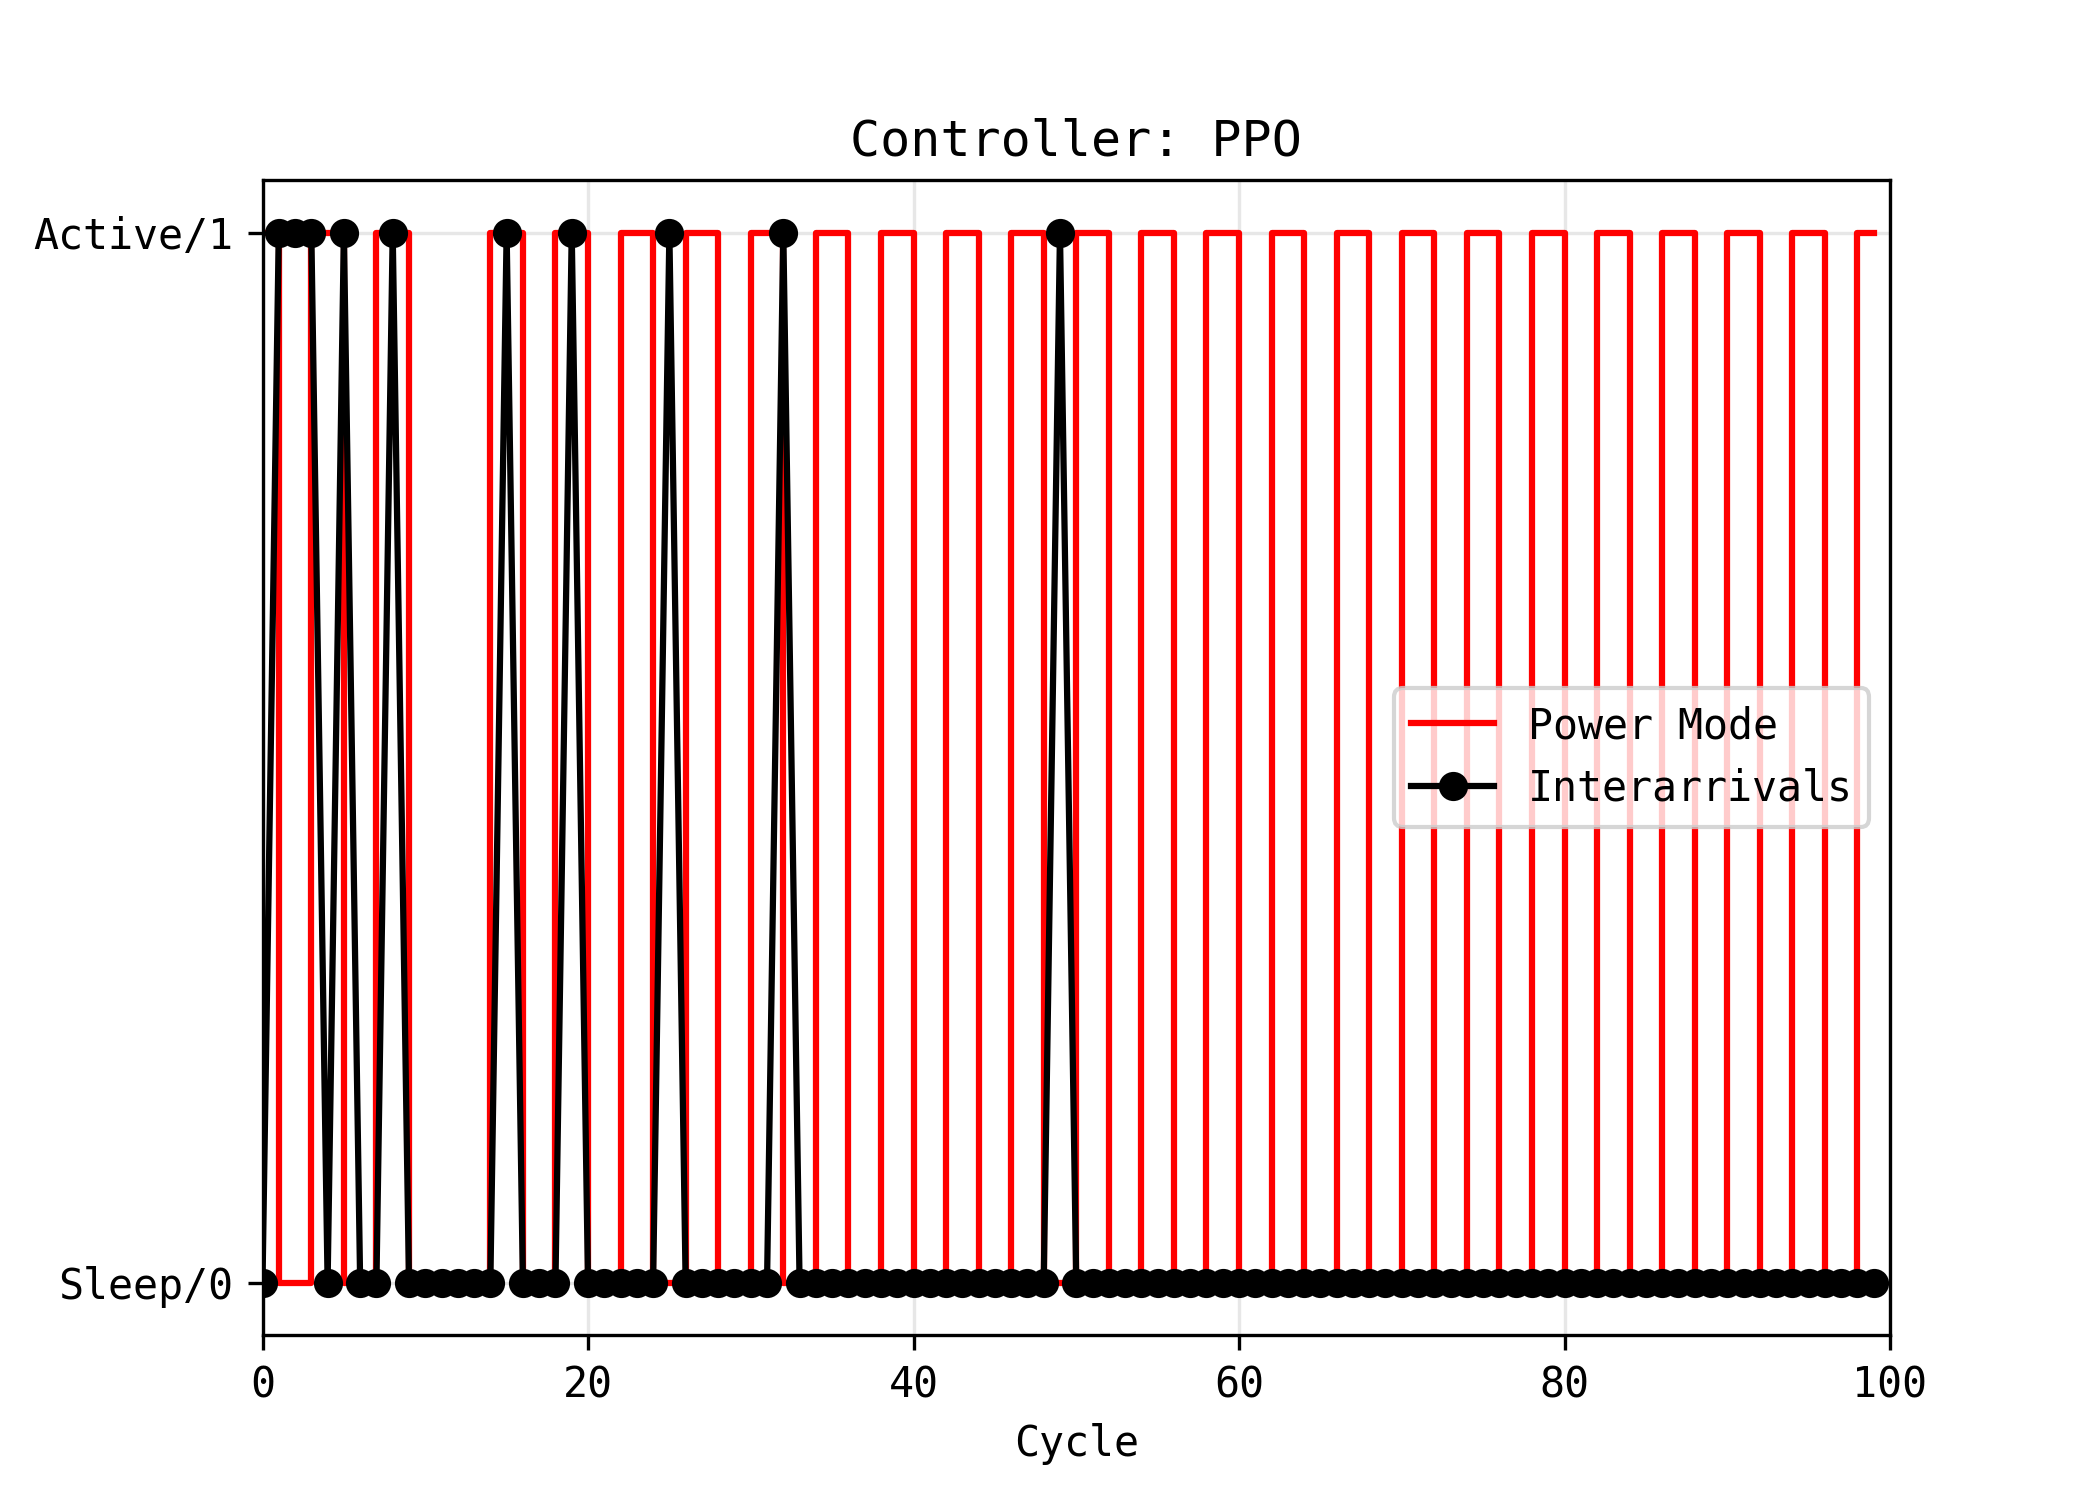 Controller: PPO
Active/1
Power Mode
Interarrivals
Sleep/0
0 20 40 60 80 100
Cycle